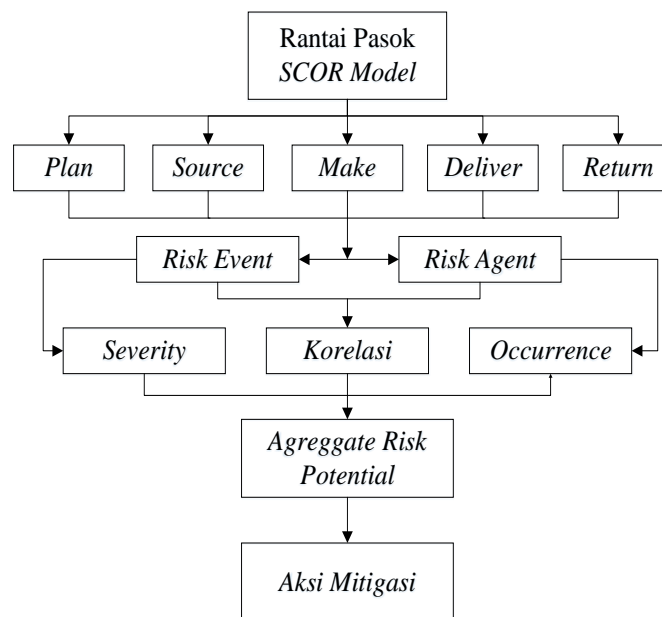 Rantai Pasok
SCOR Model
Plan
Source
Make
Deliver
Return
Risk Event
Risk Agent
Severity
Korelasi
Occurrence
Agreggate Risk
Potential
Aksi Mitigasi